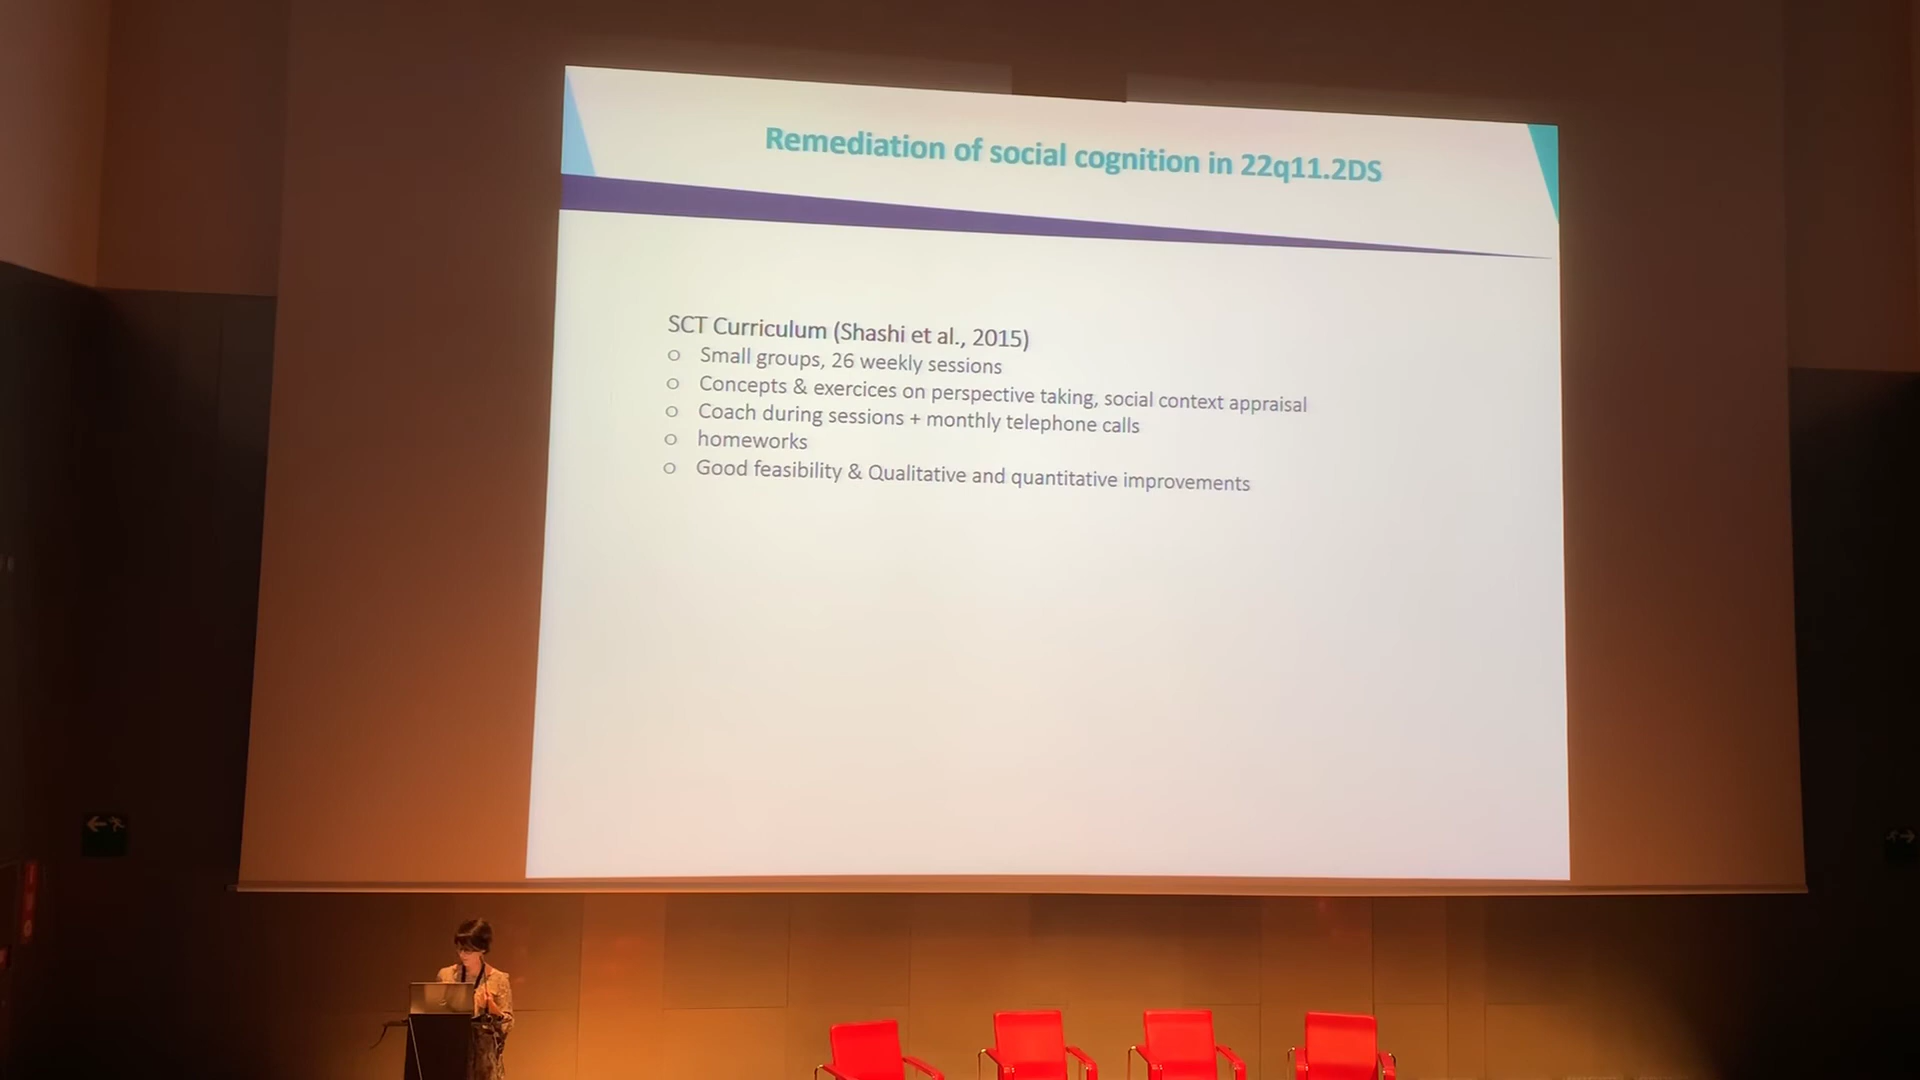 Remediation of social cognition in 22q11.2DS
SCT Curriculum (Shashi et al., 2015)
o Small groups, 26 weekly sessions
o Concepts & exercices on perspective taking, social context appraisal
o Coach during sessions + monthly telephone calls
o homeworks
o Good feasibility & Qualitative and quantitative improvements